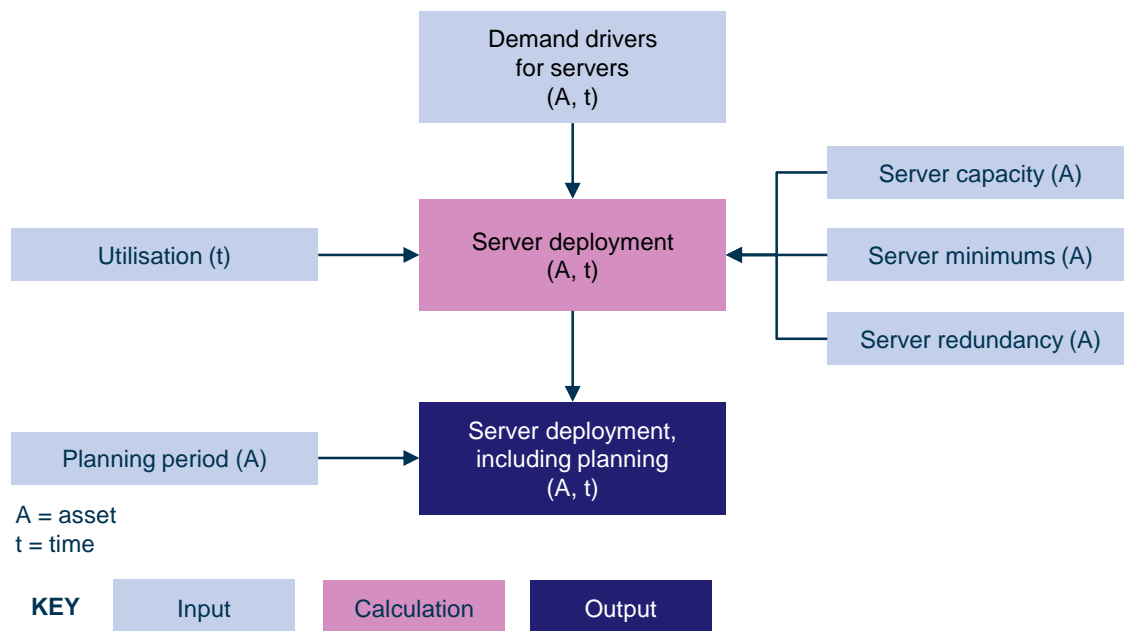 Demand drivers
for servers
(A, t)
Server capacity (A)
Utilisation (t)
Server deployment
(A, t)
Server minimums (A)
Server redundancy (A)
Planning period (A)
Server deployment,
including planning
(A, t)
A = asset
t = time
KEY
Input
Calculation
Output